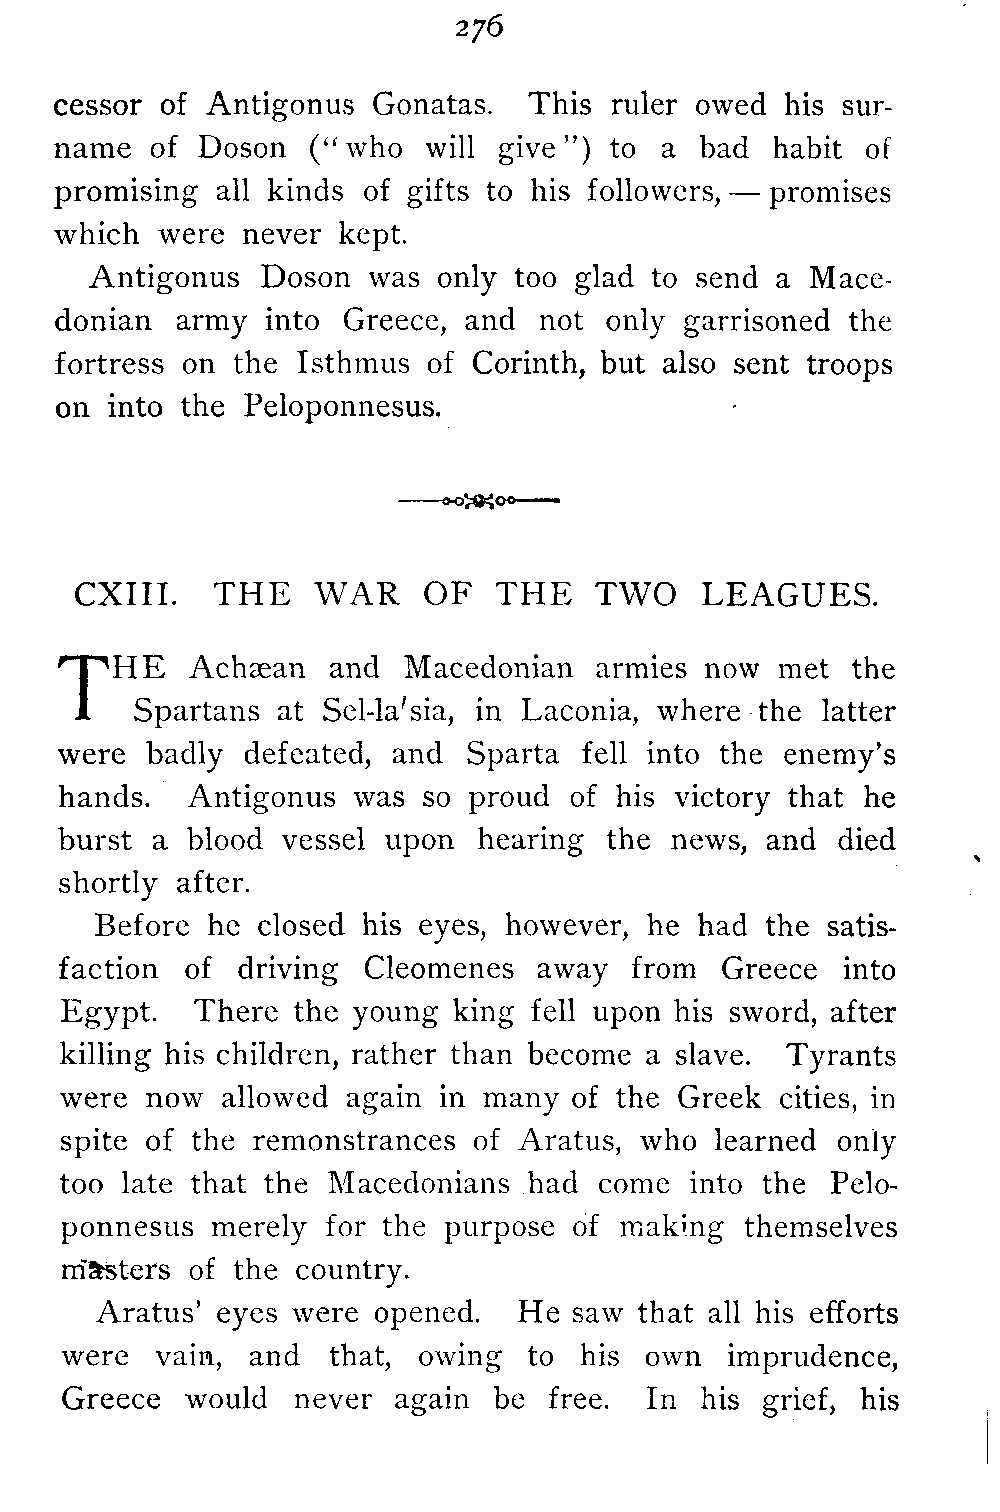 276
cessor of Antigonus Gonatas. This ruler owed his sur-
name of Doson (“who will give”) to a bad habit of
promising all kinds of gifts to his followers, — promises
which were never kept.
Antigonus Doson was only too glad to send a Mace-
donian army into Greece, and not only garrisoned the
fortress on the Isthmus of Corinth, but also sent troops
on into the Peloponnesus.
CXIII. THE WAR OF THE TWO LEAGUES.
THE Achæan and Macedonian armies now met the
Spartans at Sel-la′sia, in Laconia, where the latter
were badly defeated, and Sparta fell into the enemy’s
hands. Antigonus was so proud of his victory that he
burst a blood vessel upon hearing the news, and died
shortly after.
Before he closed his eyes, however, he had the satis-
faction of driving Cleomenes away from Greece into
Egypt. There the young king fell upon his sword, after
killing his children, rather than become a slave. Tyrants
were now allowed again in many of the Greek cities, in
spite of the remonstrances of Aratus, who learned only
too late that the Macedonians had come into the Pelo-
ponnesus merely for the purpose of making themselves
masters of the country.
Aratus’ eyes were opened. He saw that all his efforts
were vain, and that, owing to his own imprudence,
Greece would never again be free. In his grief, his